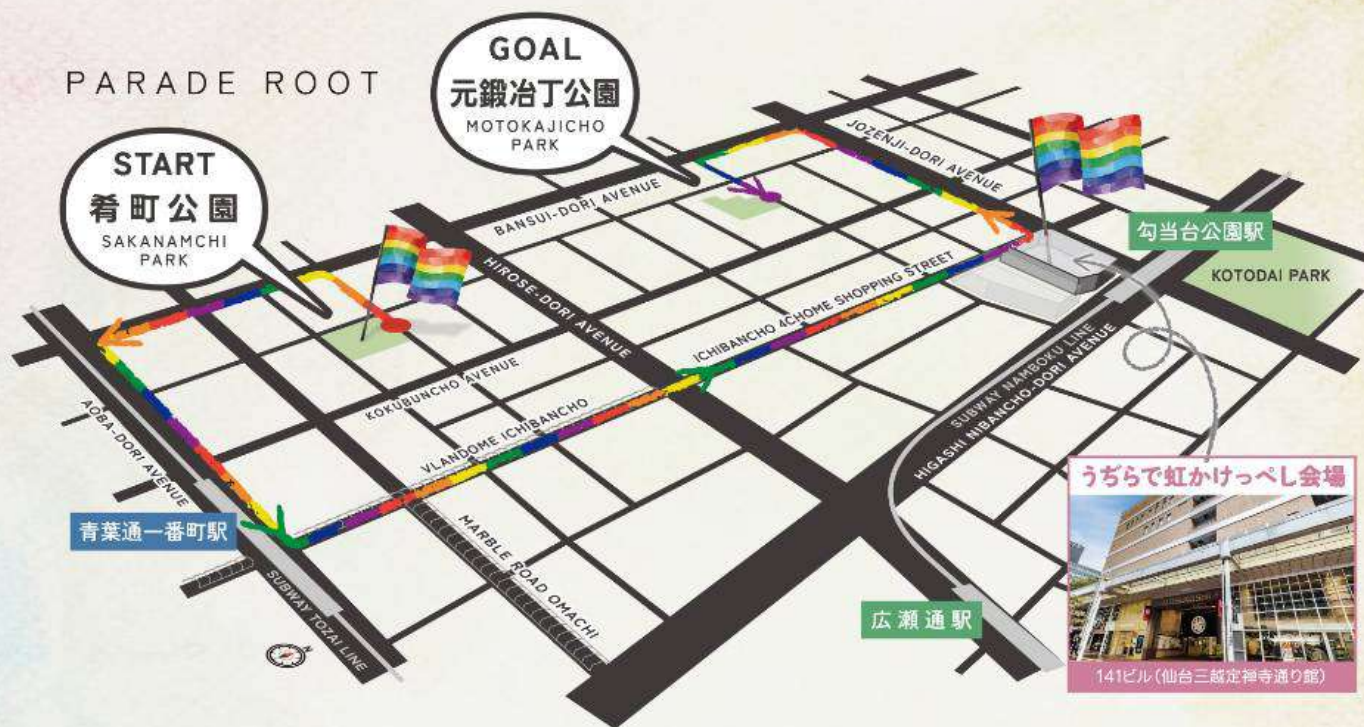 PARADE ROOT
START
肴町公園
SAKANAMCHI
PARK
GOAL
元鍛冶丁公園
MOTOKAJICHO
PARK
JOZENJI-DORI AVENUE
BANSUI-DORI AVENUE
HIROSE-DORI AVENUE
勾当台公園駅
KOTODAI PARK
ICHIBANCHO 4CHOME SHOPPING STREET
KOKUBUNCHO AVENUE
VLANDOME ICHIBANCHO
AOBA-DORI AVENUE
青葉通一番町駅
SUBWAY TOZAI LINE
MARBLE ROAD OMACHI
SUBWAY NAMBOKU LINE
HIGASHI NIBANCHO-DORI AVENUE
広瀬通駅
N
うぢらで虹かけっぺし会場
141ビル(仙台三越定禅寺通り館)